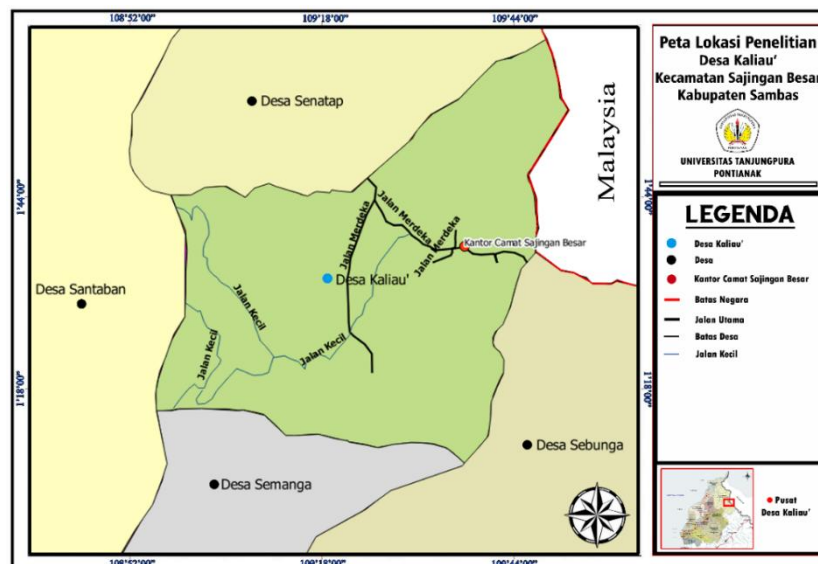 108°52'00"
109°18'00"
109°44'00"
Peta Lokasi Penelitian
Desa Kaliau'
Kecamatan Sajingan Besar
Kabupaten Sambas
UNIVERSITAS TANJUNGPURA
PONTIANAK
Malaysia
Desa Senatap
1°44'00"
1°44'00"
Jalan Merdeka
Jalan Merdeka
Jalan Merdeka
Kantor Camat Sajingan Besar
Desa Kaliau'
Desa Santaban
Jalan Kecil
Jalan Kecil
Jalan Kecil
1°18'00"
1°18'00"
Desa Sebunga
Desa Semanga
108°52'00"
109°18'00"
109°44'00"
LEGENDA
Desa Kaliau'
Desa
Kantor Camat Sajingan Besar
Batas Negara
Jalan Utama
Batas Desa
Jalan Kecil
Pusat
Desa Kaliau'